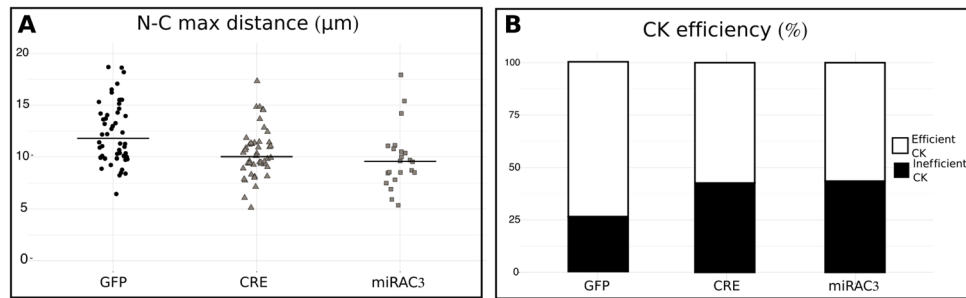 A
N-C max distance (μm)
20
15
10
5
0
GFP
CRE
miRAC3
B
CK efficiency (%)
100
75
50
25
0
GFP
CRE
miRAC3
Efficient
CK
Inefficient
CK